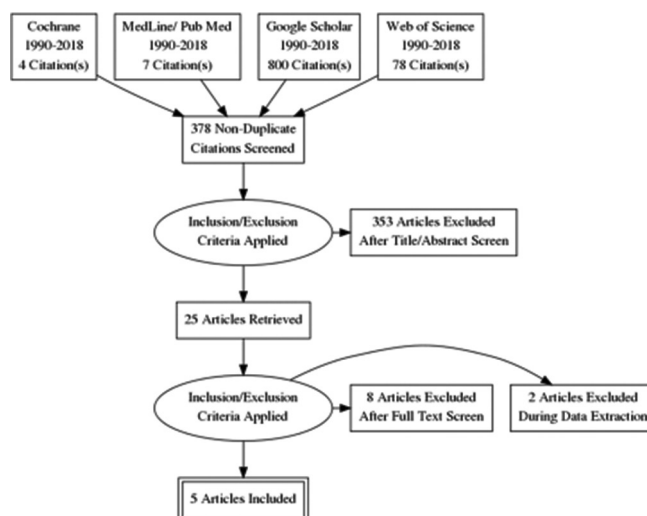 Cochrane
1990-2018
4 Citation(s)
MedLine/ Pub Med
1990-2018
7 Citation(s)
Google Scholar
1990-2018
800 Citation(s)
Web of Science
1990-2018
78 Citation(s)
378 Non-Duplicate
Citations Screened
Inclusion/Exclusion
Criteria Applied
353 Articles Excluded
After Title/Abstract Screen
25 Articles Retrieved
Inclusion/Exclusion
Criteria Applied
8 Articles Excluded
After Full Text Screen
2 Articles Excluded
During Data Extraction
5 Articles Included